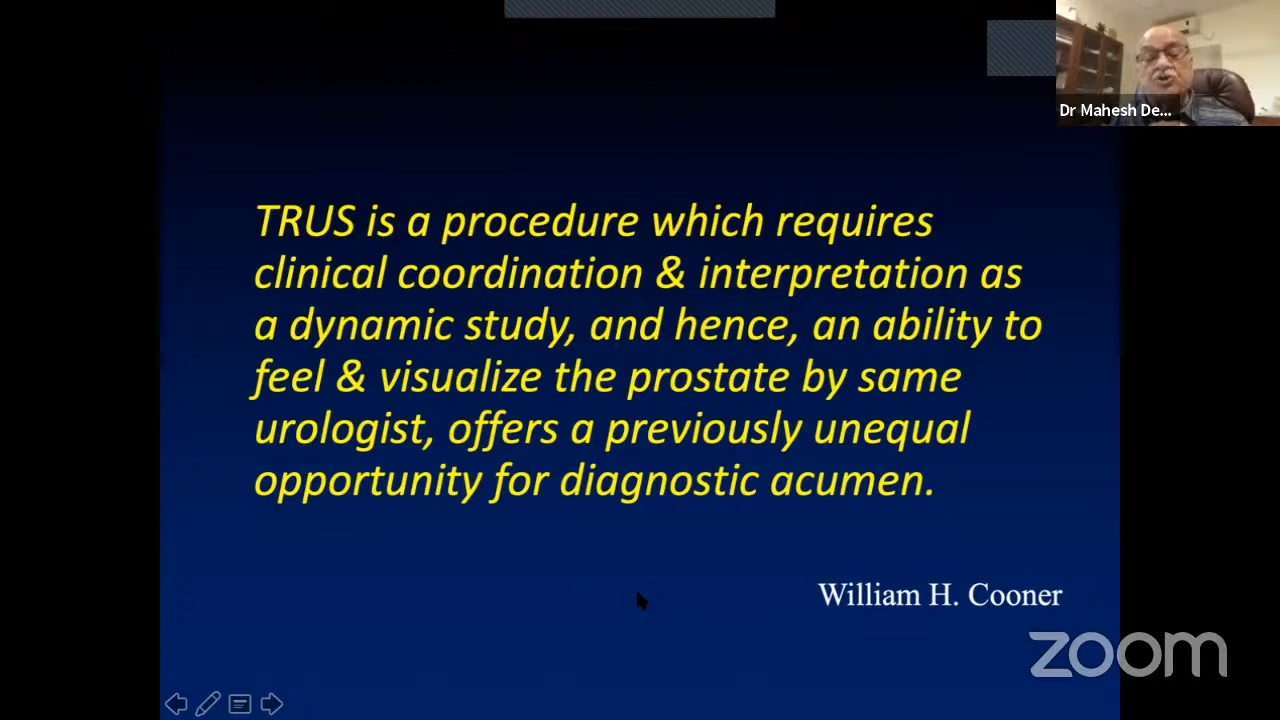 Dr Mahesh De...
TRUS is a procedure which requires
clinical coordination & interpretation as
a dynamic study, and hence, an ability to
feel & visualize the prostate by same
urologist, offers a previously unequal
opportunity for diagnostic acumen.
William H. Cooner
zoom